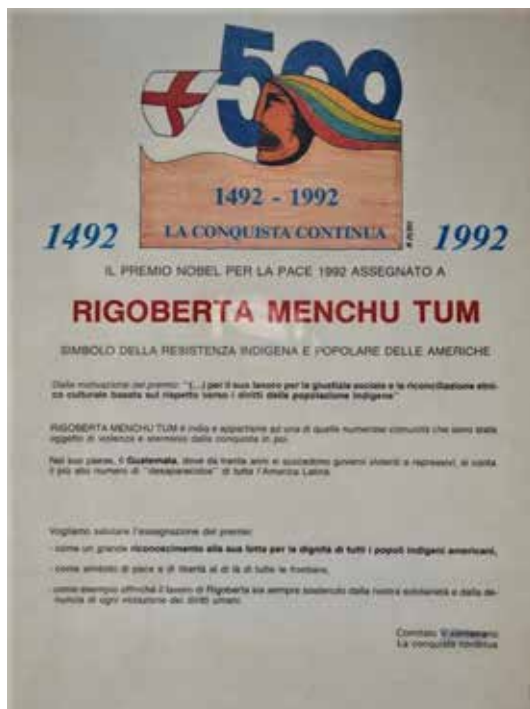 500
1492 - 1992
LA CONQUISTA CONTINUA
1492
1992
IL PREMIO NOBEL PER LA PACE 1992 ASSEGNATO A
RIGOBERTA MENCHU TUM
SIMBOLO DELLA RESISTENZA INDIGENA E POPOLARE DELLE AMERICHE
Dalla motivazione del premio: "(...) per il suo lavoro per la giustizia sociale e la riconciliazione etni-
co culturale basata sul rispetto verso i diritti delle popolazione indigene"
RIGOBERTA MENCHU TUM è india e appartiene ad una di quelle numerose comunità che sono state
oggetto di violenza e sterminio dalla conquista in poi.
Nel suo paese, il Guatemala, dove da trenta anni si succedono governi violenti e repressivi, si conta
il più alto numero di "desaparecidos" di tutta l'America Latina.
Vogliamo salutare l'assegnazione del premio:
- come un grande riconoscimento alla sua lotta per la dignità di tutti i popoli indigeni americani,
- come simbolo di pace e di libertà al di là di tutte le frontiere,
- come esempio affinché il lavoro di Rigoberta sia sempre sostenuto dalla nostra solidarietà e dalla de-
nuncia di ogni violazione dei diritti umani.
Comitato V centenario
La conquista continua